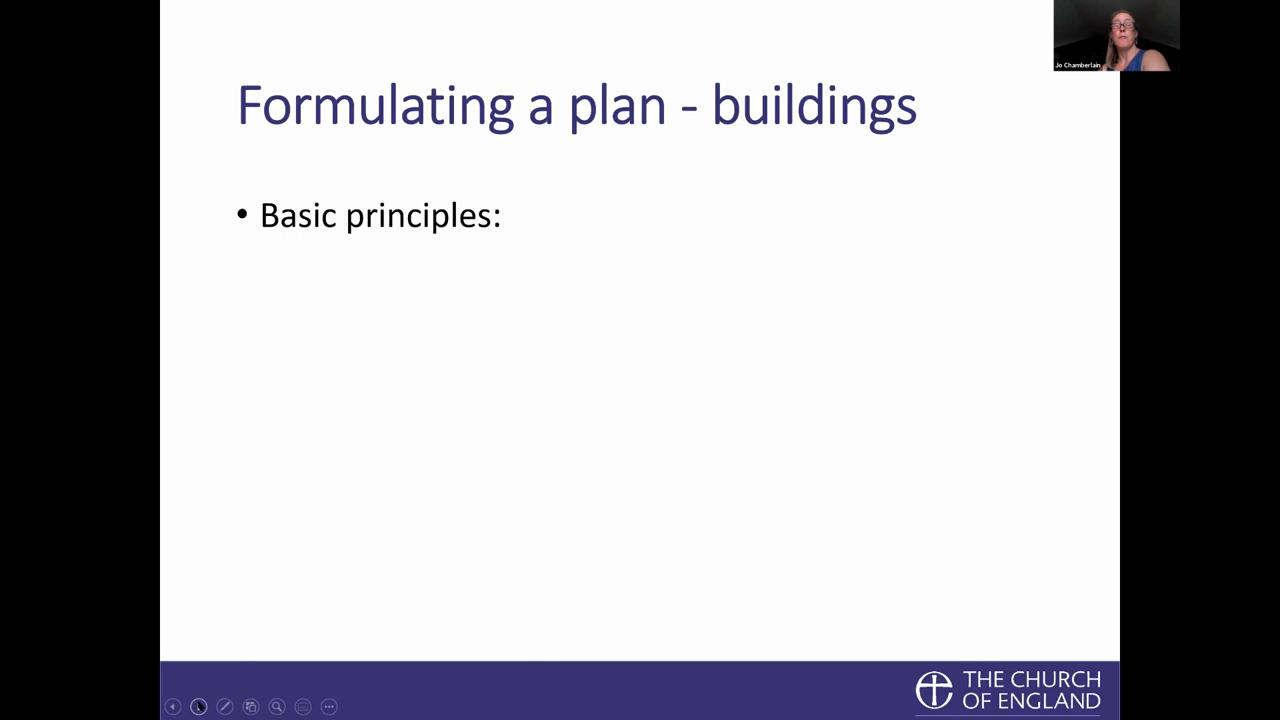 Jo Chamberlain
Formulating a plan - buildings
• Basic principles:
THE CHURCH
OF ENGLAND